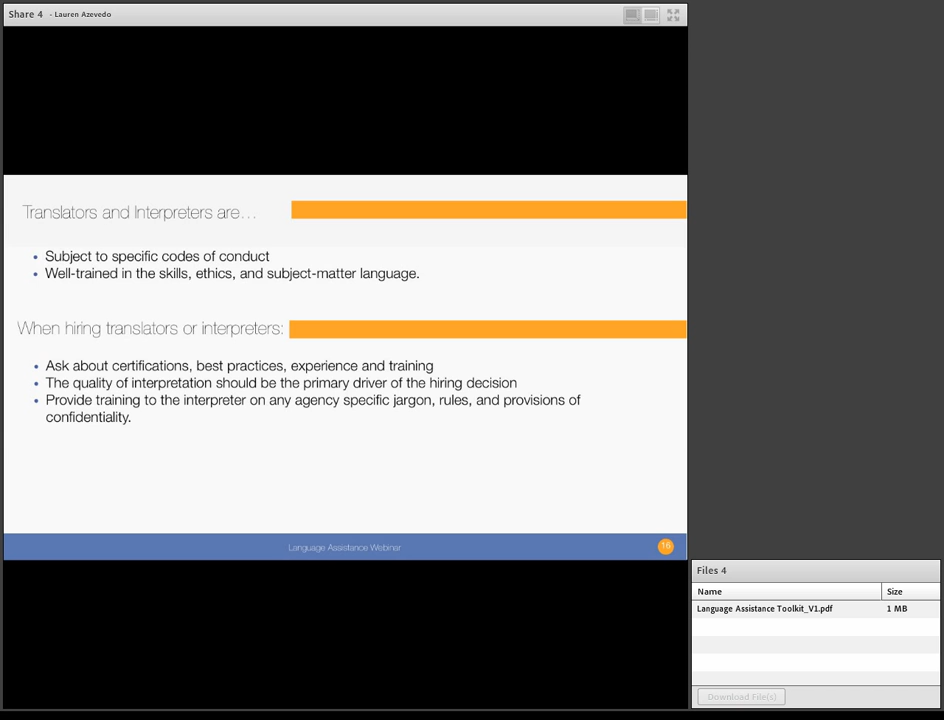 Share 4 - Lauren Azevedo
Translators and Interpreters are…
• Subject to specific codes of conduct
• Well-trained in the skills, ethics, and subject-matter language.
When hiring translators or interpreters:
• Ask about certifications, best practices, experience and training
• The quality of interpretation should be the primary driver of the hiring decision
• Provide training to the interpreter on any agency specific jargon, rules, and provisions of
confidentiality.
Language Assistance Webinar
16
Files 4
Name Size
Language Assistance Toolkit_V1.pdf 1 MB
Download File(s)